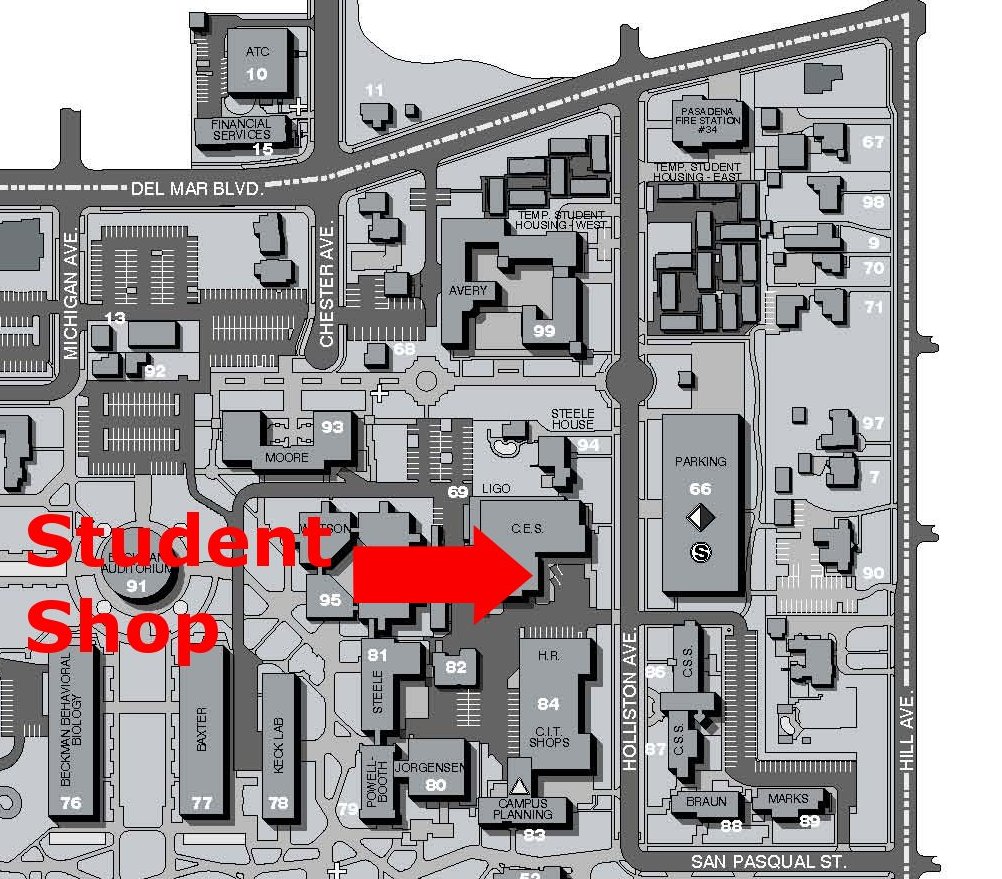 ATC
10
11
FINANCIAL
SERVICES
15
PASADENA
FIRE STATION
#34
67
TEMP. STUDENT
HOUSING - EAST
DEL MAR BLVD.
98
TEMP. STUDENT
HOUSING - WEST
MICHIGAN AVE.
CHESTER AVE.
9
70
AVERY
71
13
99
68
92
STEELE
HOUSE
93
97
94
MOORE
PARKING
7
69
LIGO
66
C.E.S.
Student
Shop
S
AUDITORIUM
91
90
95
HOLLISTON AVE.
HILL AVE.
81
H.R.
C.S.S.
82
86
BECKMAN BEHAVIORAL
BIOLOGY
BAXTER
KECK LAB
STEELE
84
C.I.T.
SHOPS
C.S.S.
87
POWELL-
BOOTH
JORGENSEN
80
76
77
78
79
CAMPUS
PLANNING
83
BRAUN
88
MARKS
89
SAN PASQUAL ST.